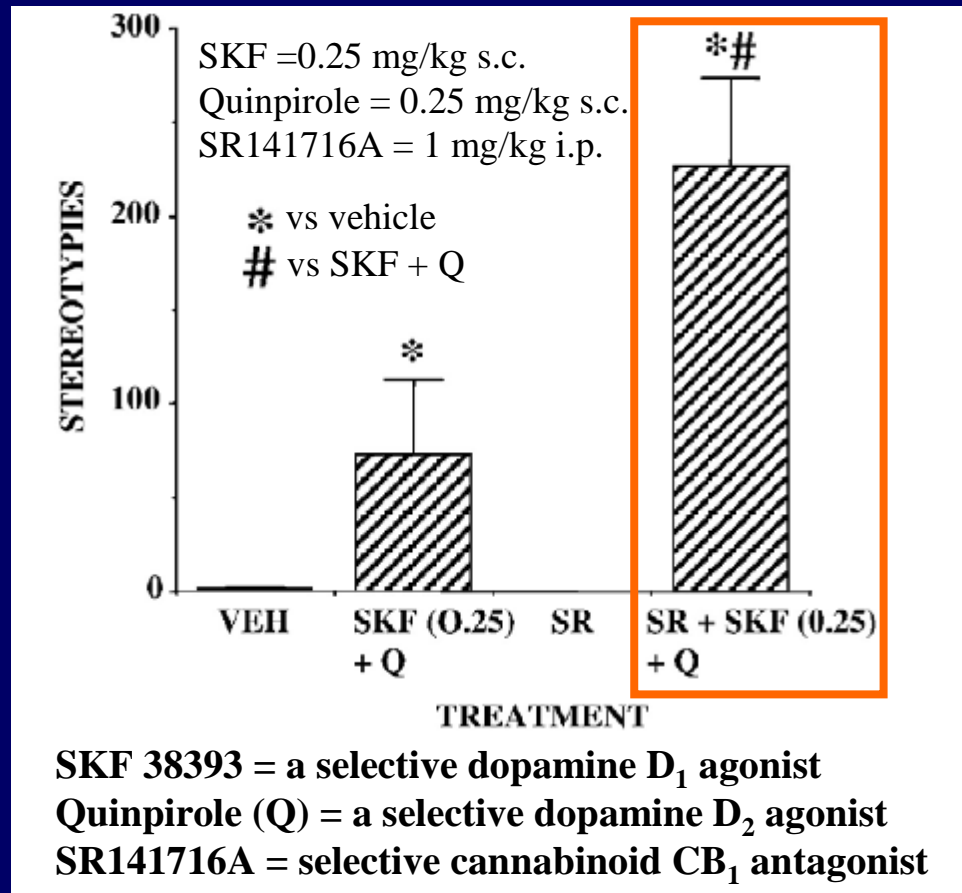 300
SKF =0.25 mg/kg s.c.
Quinpirole = 0.25 mg/kg s.c.
SR141716A = 1 mg/kg i.p.
*#
200
* vs vehicle
# vs SKF + Q
STEREOTYPIES
*
100
0
VEH SKF (O.25) SR SR + SKF (0.25)
+ Q + Q
TREATMENT
SKF 38393 = a selective dopamine D₁ agonist
Quinpirole (Q) = a selective dopamine D₂ agonist
SR141716A = selective cannabinoid CB₁ antagonist